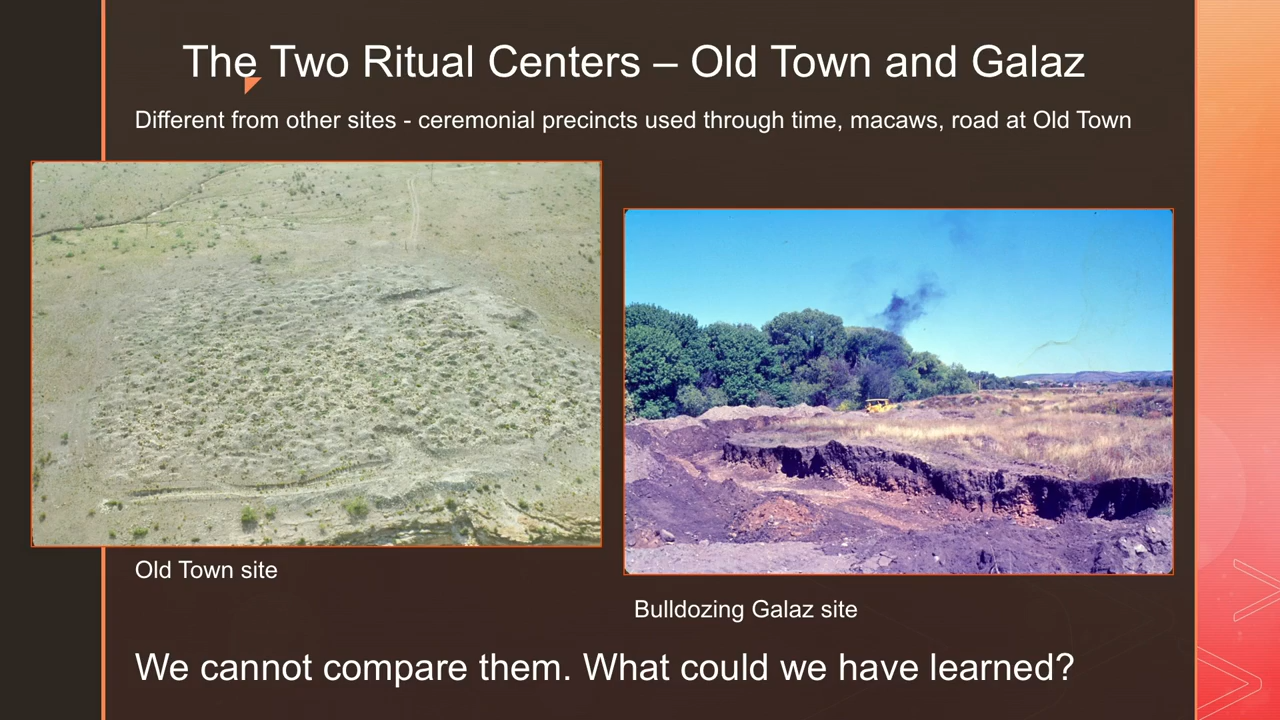 The Two Ritual Centers – Old Town and Galaz
Different from other sites - ceremonial precincts used through time, macaws, road at Old Town
Old Town site
Bulldozing Galaz site
We cannot compare them. What could we have learned?